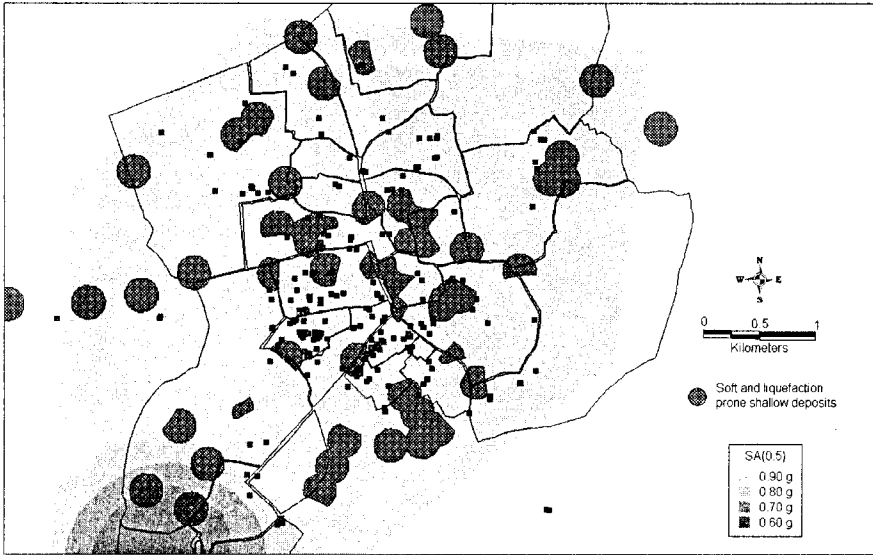 N
W E
S
0 0.5 1
Kilometers
Soft and liquefaction
prone shallow deposits
SA(0.5)
0.90 g
0.80 g
0.70 g
0.60 g